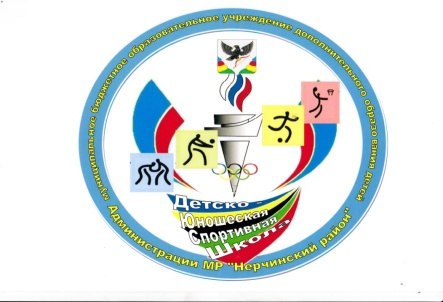 Муниципальное бюджетное образовательное учреждение дополнительного образования детей
Администрации МР "Нерчинский район"
Детско -
Юношеская
Спортивная
Школа